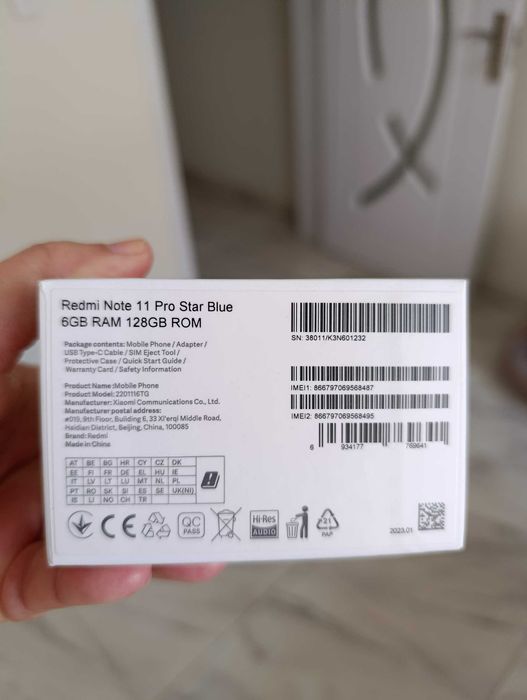 Redmi Note 11 Pro Star Blue
6GB RAM 128GB ROM
Package contents: Mobile Phone / Adapter /
USB Type-C Cable / SIM Eject Tool /
Protective Case / Quick Start Guide /
Warranty Card / Safety Information
Product Name:Mobile Phone
Product Model:2201116TG
Manufacturer: Xiaomi Communications Co., Ltd.
Manufacturer postal address:
#019, 9th Floor, Building 6, 33 Xi'erqi Middle Road,
Haidian District, Beijing, China, 100085
Brand: Redmi
Made in China
SN: 38011/K3N601232
IMEI1: 866797069568487
IMEI2: 866797069568495
6 934177 769641
AT BE BG HR CY CZ DK
EE FI FR DE EL HU IE
IT LV LT LU MT NL PL
PT RO SK SI ES SE UK(NI)
IS LI NO CH TR
CE QC PASS Hi-Res AUDIO 21 PAP
2023.01